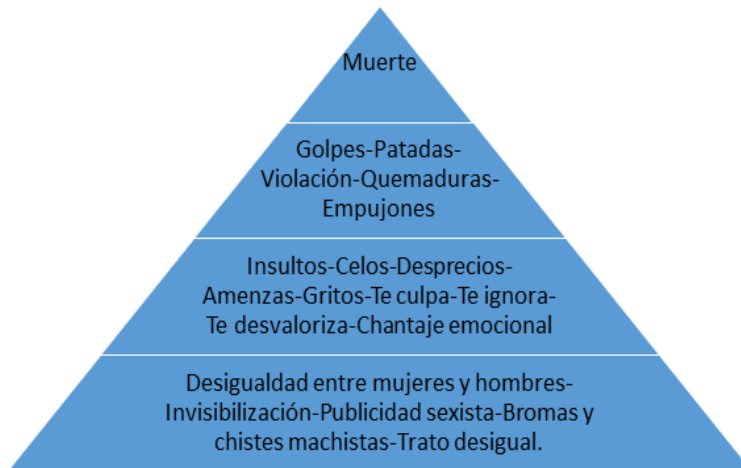 Muerte
Golpes-Patadas-
Violación-Quemaduras-
Empujones
Insultos-Celos-Desprecios-
Amenzas-Gritos-Te culpa-Te ignora-
Te desvaloriza-Chantaje emocional
Desigualdad entre mujeres y hombres-
Invisibilización-Publicidad sexista-Bromas y
chistes machistas-Trato desigual.